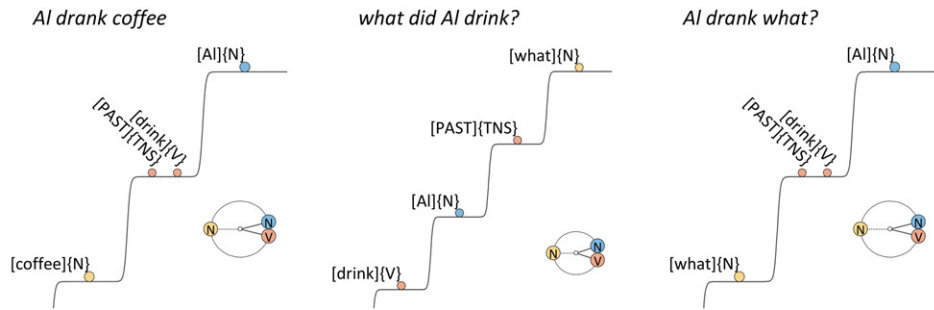 Al drank coffee
[Al]{N}
[drink]{V}
[PAST]{TNS}
[coffee]{N}
N
N
V
what did Al drink?
[what]{N}
[PAST]{TNS}
[Al]{N}
[drink]{V}
N
N
V
Al drank what?
[Al]{N}
[drink]{V}
[PAST]{TNS}
[what]{N}
N
N
V